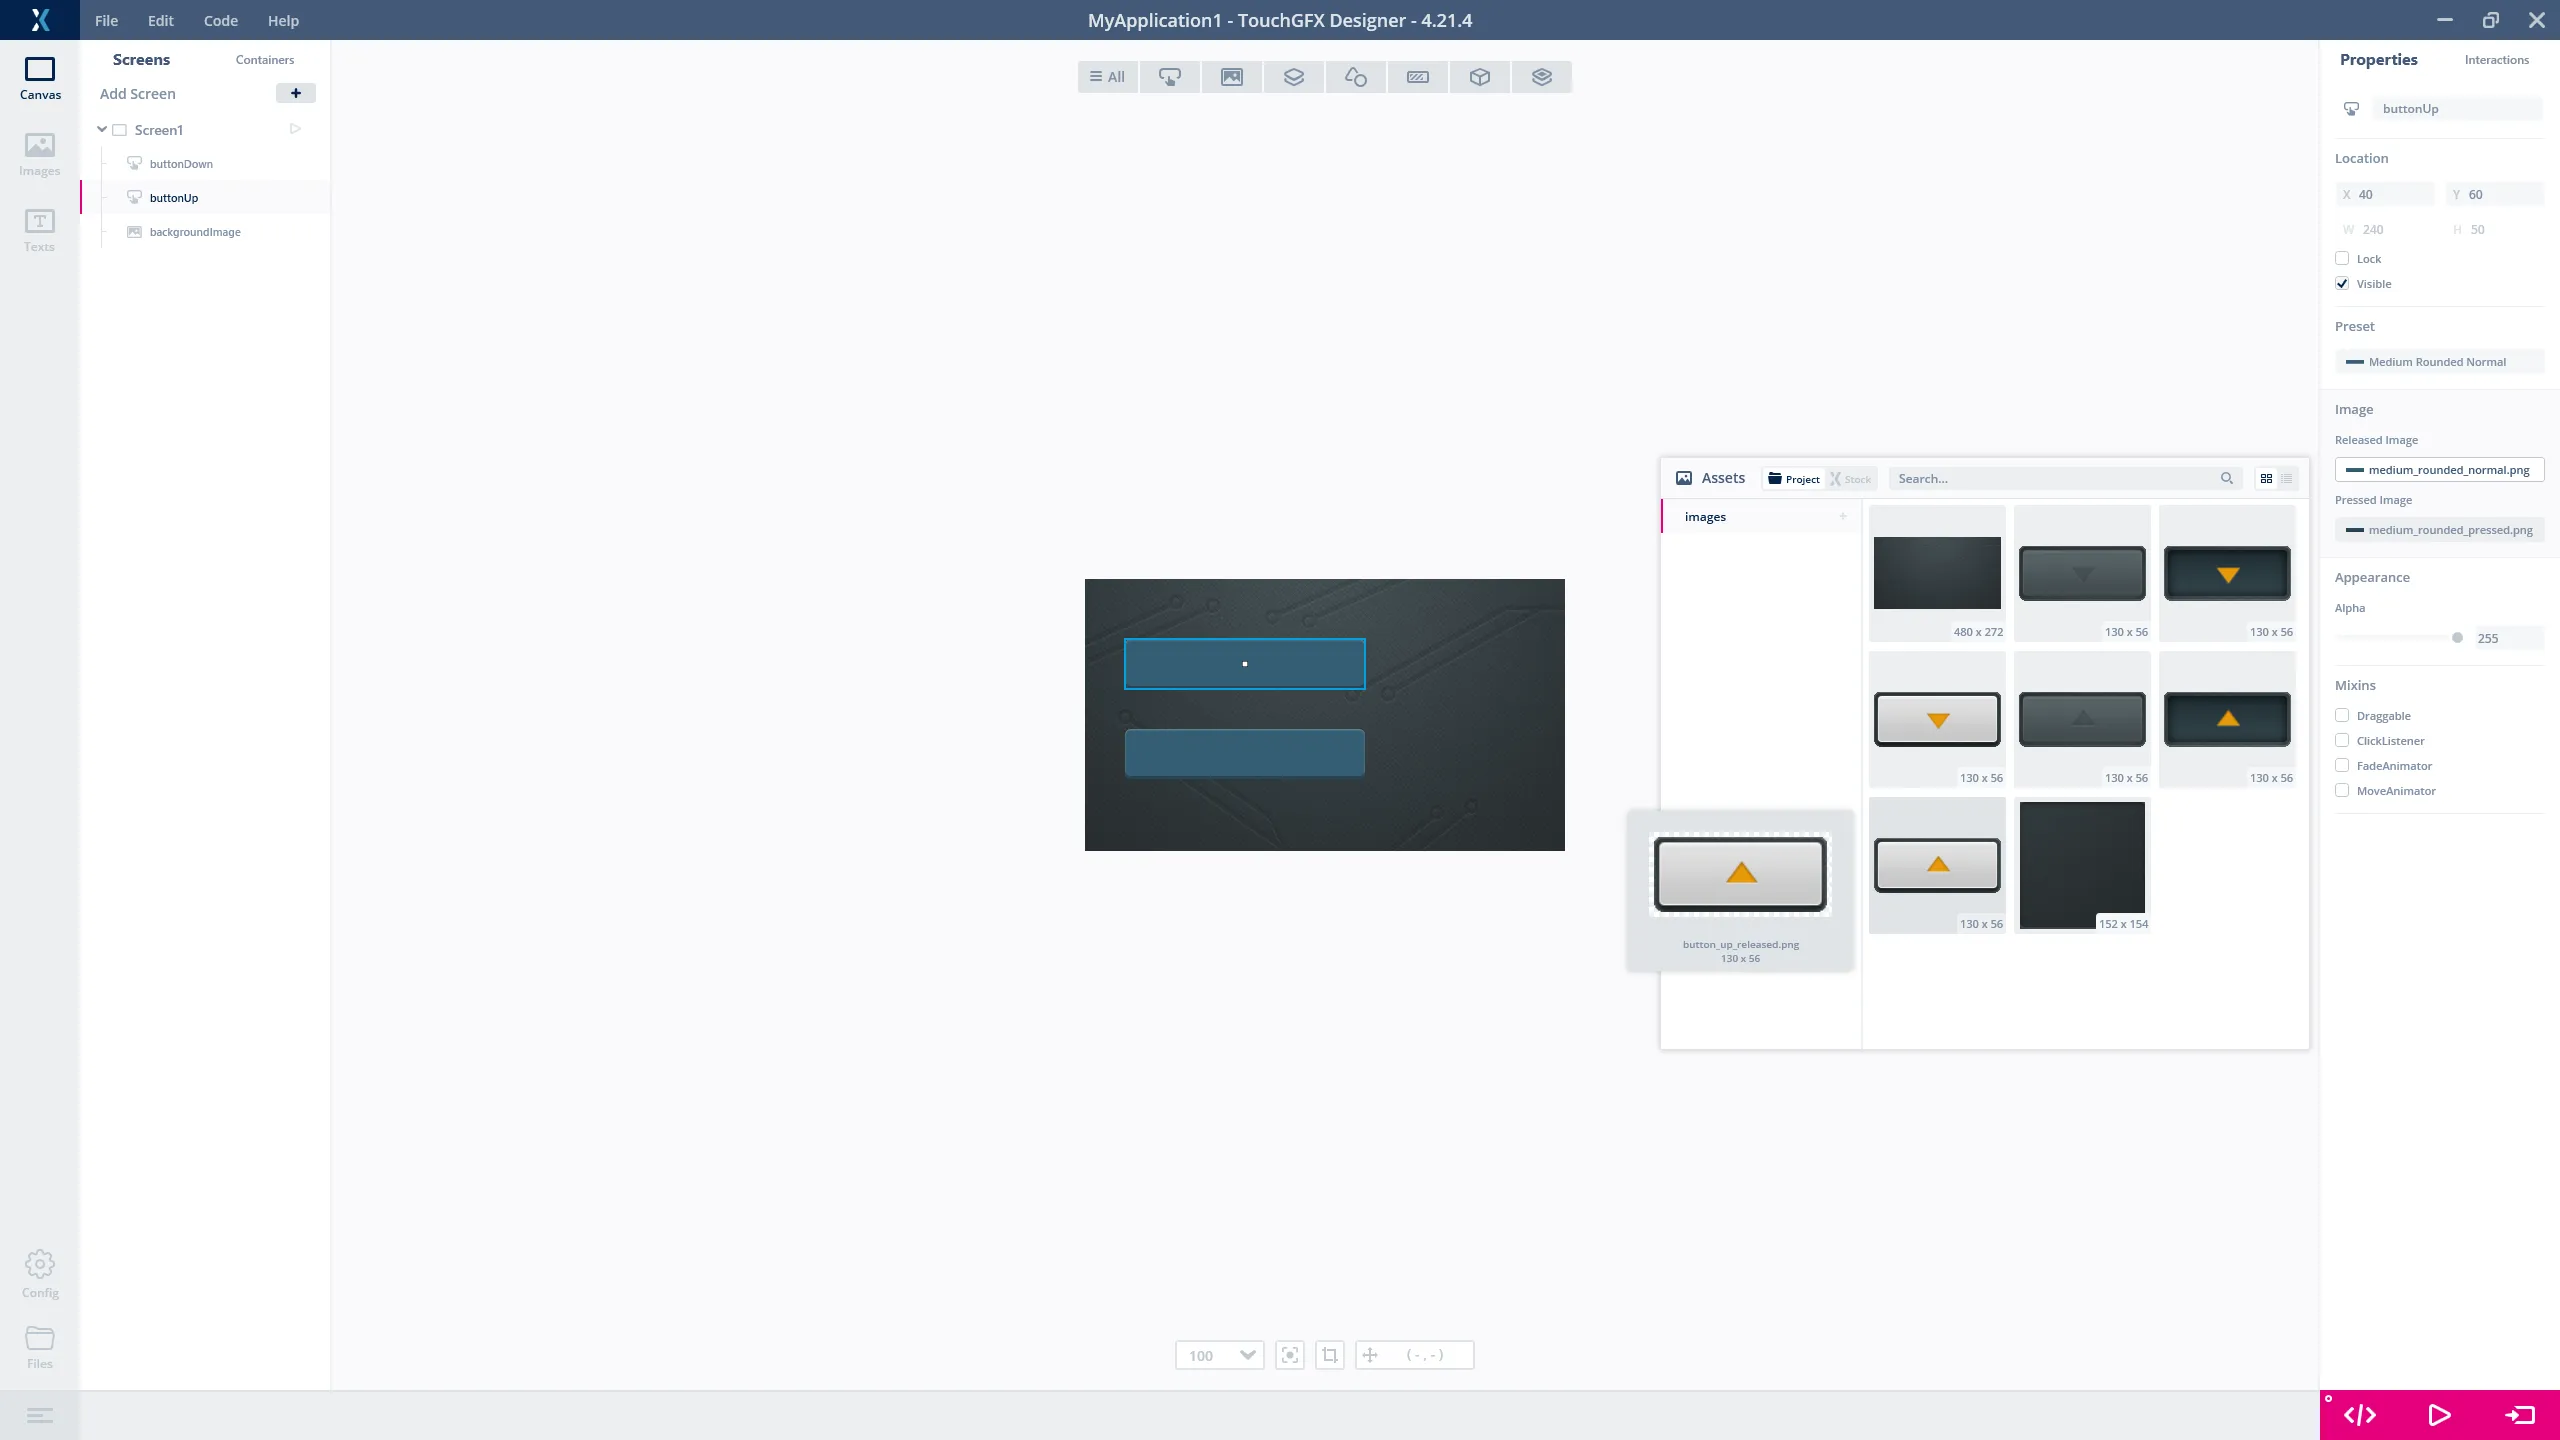 File Edit Code Help
MyApplication1 - TouchGFX Designer - 4.21.4
Canvas
Images
Texts
Config
Files
Screens Containers
Add Screen +
Screen1
buttonDown
buttonUp
backgroundImage
All
Assets Project Stock Search...
images +
480 x 272
130 x 56
130 x 56
130 x 56
130 x 56
130 x 56
130 x 56
152 x 154
button_up_released.png
130 x 56
100
(-,-)
Properties Interactions
buttonUp
Location
X 40 Y 60
W 240 H 50
Lock
Visible
Preset
Medium Rounded Normal
Image
Released Image
medium_rounded_normal.png
Pressed Image
medium_rounded_pressed.png
Appearance
Alpha
255
Mixins
Draggable
ClickListener
FadeAnimator
MoveAnimator